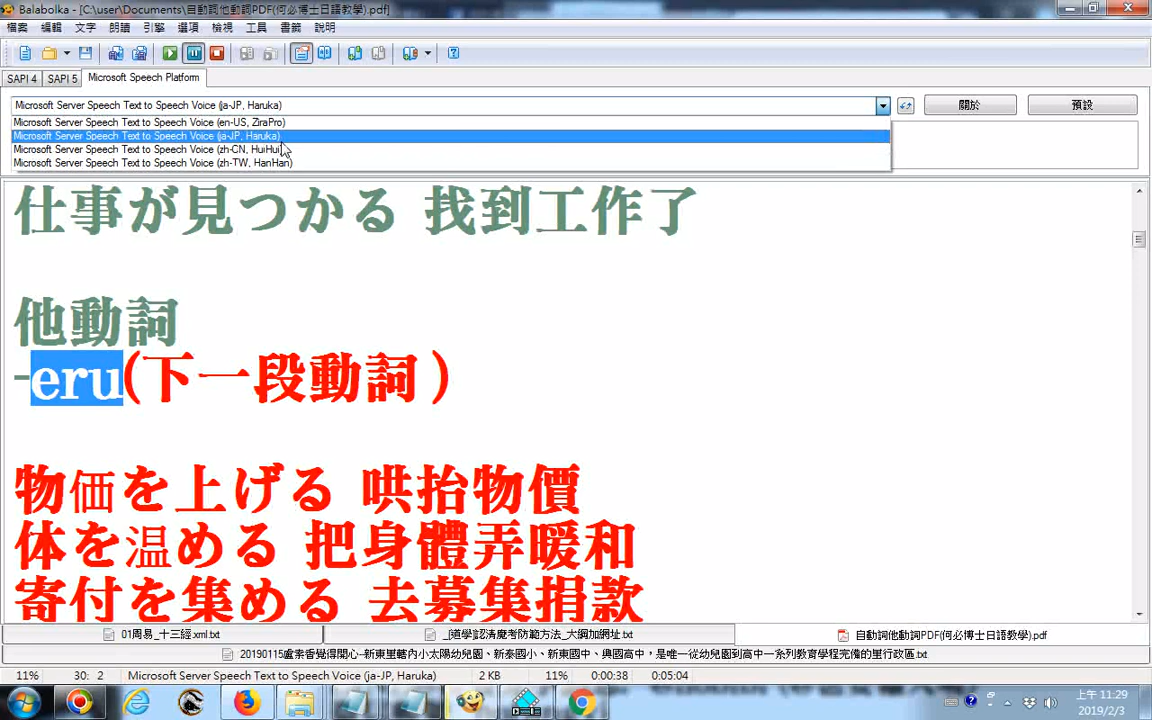 Balabolka - [C:\user\Documents\自動詞他動詞PDF(何必博士日語教學).pdf]
檔案 編輯 文字 朗讀 引擎 選項 檢視 工具 書籤 說明
SAPI 4 SAPI 5 Microsoft Speech Platform
Microsoft Server Speech Text to Speech Voice (ja-JP, Haruka) 關於 預設
Microsoft Server Speech Text to Speech Voice (en-US, ZiraPro)
Microsoft Server Speech Text to Speech Voice (ja-JP, Haruka)
Microsoft Server Speech Text to Speech Voice (zh-CN, HuiHui)
Microsoft Server Speech Text to Speech Voice (zh-TW, HanHan)
仕事が見つかる 找到工作了
他動詞
-eru(下一段動詞)
物価を上げる 哄抬物價
体を温める 把身體弄暖和
寄付を集める 去募集捐款
01周易_十三經.xml.txt _道學認清慶考防範方法_大綱加網址.txt 自動詞他動詞PDF(何必博士日語教學).pdf
20190115盧素香覺得開心--新東里轄內小太陽幼兒園、新泰國小、新東國中、興國高中，是唯一從幼兒園到高中一系列教育學程完備的里行政區.txt
11% 30: 2 Microsoft Server Speech Text to Speech Voice (ja-JP, Haruka) 2 KB 11% 0:00:38 0:05:04
上午 11:29
2019/2/3